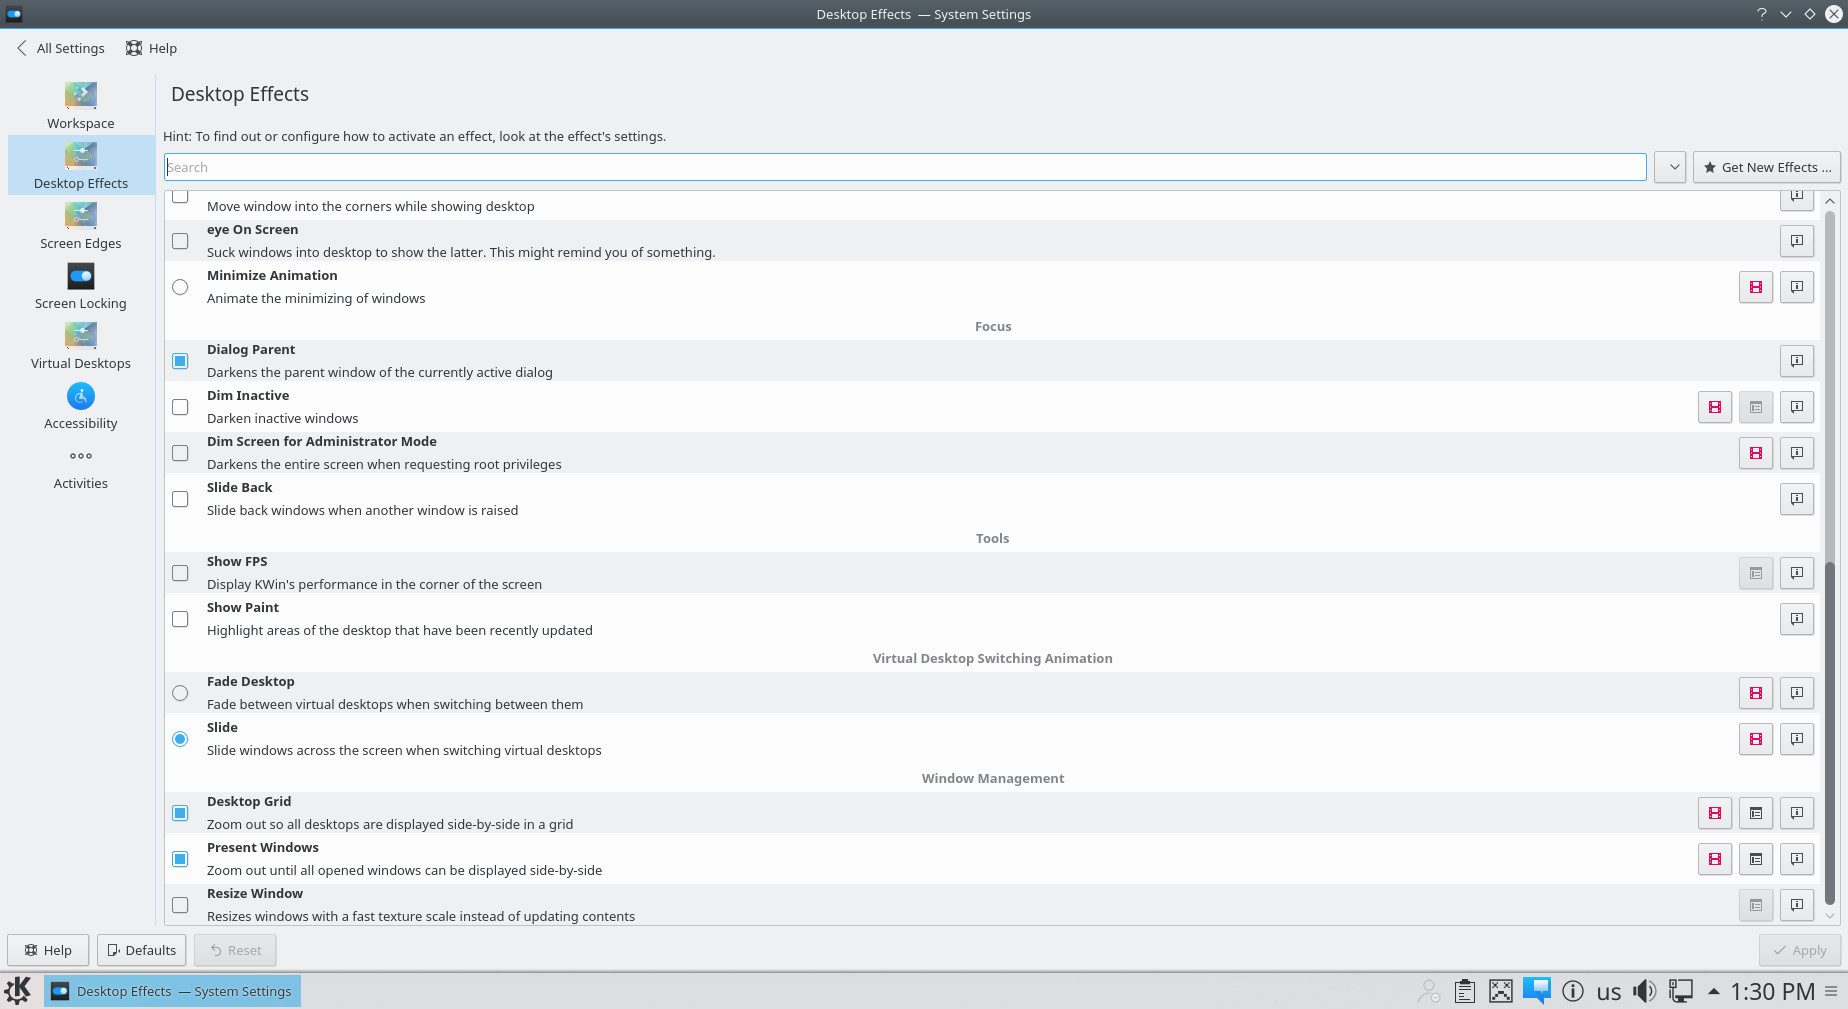 Desktop Effects — System Settings
All Settings
Help
Workspace
Desktop Effects
Screen Edges
Screen Locking
Virtual Desktops
Accessibility
Activities
Desktop Effects
Hint: To find out or configure how to activate an effect, look at the effect's settings.
Search
Get New Effects ...
Move window into the corners while showing desktop
eye On Screen
Suck windows into desktop to show the latter. This might remind you of something.
Minimize Animation
Animate the minimizing of windows
Focus
Dialog Parent
Darkens the parent window of the currently active dialog
Dim Inactive
Darken inactive windows
Dim Screen for Administrator Mode
Darkens the entire screen when requesting root privileges
Slide Back
Slide back windows when another window is raised
Tools
Show FPS
Display KWin's performance in the corner of the screen
Show Paint
Highlight areas of the desktop that have been recently updated
Virtual Desktop Switching Animation
Fade Desktop
Fade between virtual desktops when switching between them
Slide
Slide windows across the screen when switching virtual desktops
Window Management
Desktop Grid
Zoom out so all desktops are displayed side-by-side in a grid
Present Windows
Zoom out until all opened windows can be displayed side-by-side
Resize Window
Resizes windows with a fast texture scale instead of updating contents
Help
Defaults
Reset
Apply
Desktop Effects — System Settings
us
1:30 PM